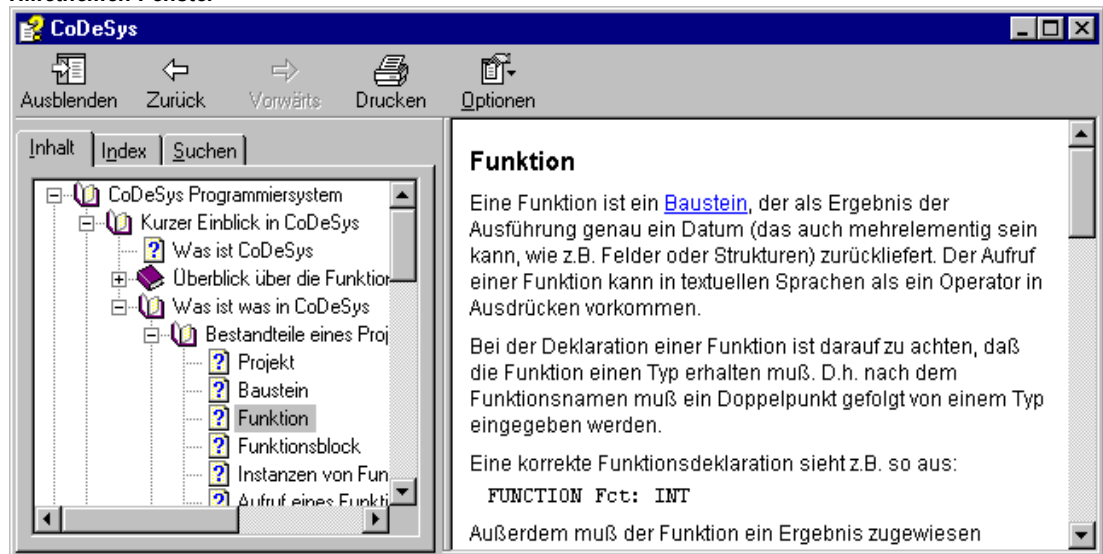 CoDeSys
Ausblenden Zurück Vorwärts Drucken Optionen
Inhalt Index Suchen
CoDeSys Programmiersystem
Kurzer Einblick in CoDeSys
Was ist CoDeSys
Überblick über die Funktion
Was ist was in CoDeSys
Bestandteile eines Proj
Projekt
Baustein
Funktion
Funktionsblock
Instanzen von Fun
Aufruf eines Funkti
Funktion
Eine Funktion ist ein Baustein, der als Ergebnis der
Ausführung genau ein Datum (das auch mehrelementig sein
kann, wie z.B. Felder oder Strukturen) zurückliefert. Der Aufruf
einer Funktion kann in textuellen Sprachen als ein Operator in
Ausdrücken vorkommen.
Bei der Deklaration einer Funktion ist darauf zu achten, daß
die Funktion einen Typ erhalten muß. D.h. nach dem
Funktionsnamen muß ein Doppelpunkt gefolgt von einem Typ
eingegeben werden.
Eine korrekte Funktionsdeklaration sieht z.B. so aus:
FUNCTION Fct: INT
Außerdem muß der Funktion ein Ergebnis zugewiesen